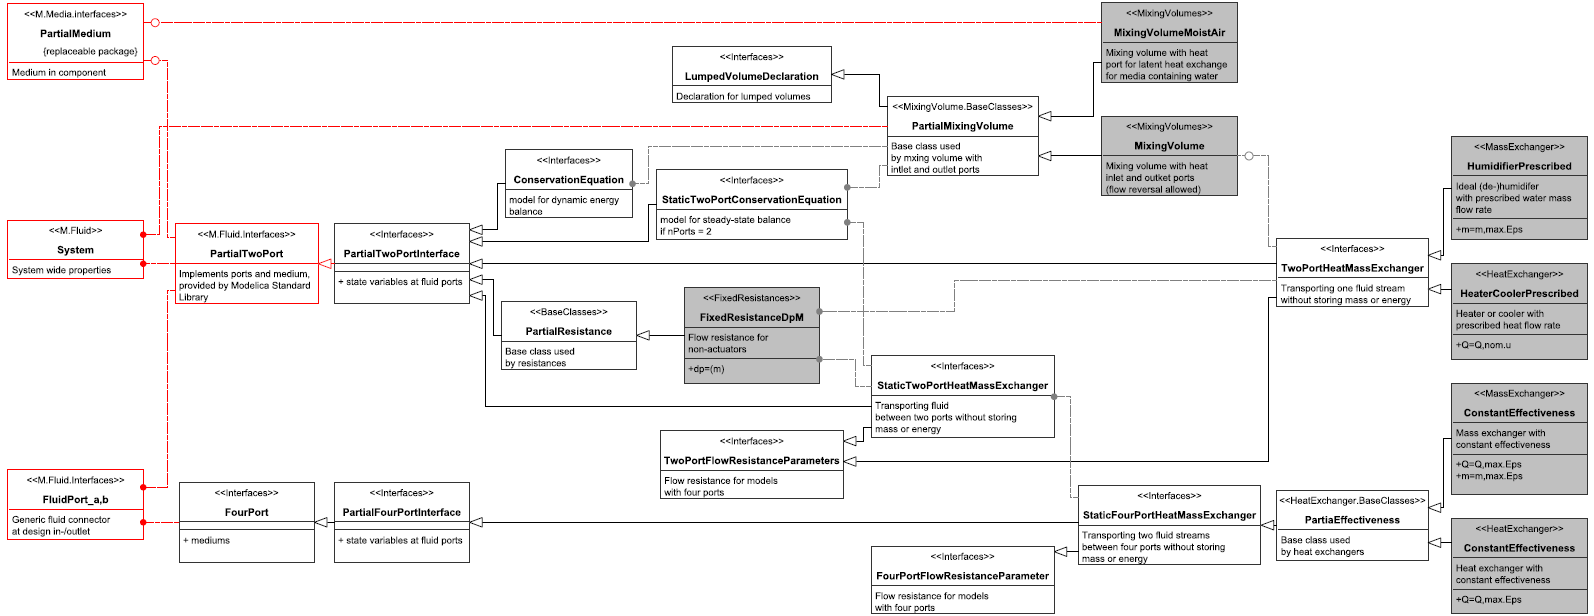 <<M.Media.interfaces>>
PartialMedium
{replaceable package}
Medium in component
<<M.Fluid>>
System
System wide properties
<<M.Fluid.Interfaces>>
FluidPort_a,b
Generic fluid connector
at design in-/outlet
<<M.Fluid.Interfaces>>
PartialTwoPort
Implements ports and medium,
provided by Modelica Standard
Library
<<Interfaces>>
FourPort
+ mediums
<<Interfaces>>
PartialTwoPortInterface
+ state variables at fluid ports
<<Interfaces>>
PartialFourPortInterface
+ state variables at fluid ports
<<Interfaces>>
ConservationEquation
model for dynamic energy
balance
<<BaseClasses>>
PartialResistance
Base class used
by resistances
<<Interfaces>>
LumpedVolumeDeclaration
Declaration for lumped volumes
<<Interfaces>>
StaticTwoPortConservationEquation
model for steady-state balance
if nPorts = 2
<<FixedResistances>>
FixedResistanceDpM
Flow resistance for
non-actuators
+dp=(m)
<<Interfaces>>
TwoPortFlowResistanceParameters
Flow resistance for models
with four ports
<<MixingVolume.BaseClasses>>
PartialMixingVolume
Base class used
by mxing volume with
intlet and outlet ports
<<Interfaces>>
StaticTwoPortHeatMassExchanger
Transporting fluid
between two ports without storing
mass or energy
<<Interfaces>>
FourPortFlowResistanceParameter
Flow resistance for models
with four ports
<<MixingVolumes>>
MixingVolumeMoistAir
Mixing volume with heat
port for latent heat exchange
for media containing water
<<MixingVolumes>>
MixingVolume
Mixing volume with heat
inlet and outket ports
(flow reversal allowed)
<<Interfaces>>
StaticFourPortHeatMassExchanger
Transporting two fluid streams
between four ports without storing
mass or energy
<<Interfaces>>
TwoPortHeatMassExchanger
Transporting one fluid stream
without storing mass or energy
<<HeatExchanger.BaseClasses>>
PartiaEffectiveness
Base class used
by heat exchangers
<<MassExchanger>>
HumidifierPrescribed
Ideal (de-)humidifer
with prescribed water mass
flow rate
+m=m,max.Eps
<<HeatExchanger>>
HeaterCoolerPrescribed
Heater or cooler with
prescribed heat flow rate
+Q=Q,nom.u
<<MassExchanger>>
ConstantEffectiveness
Mass exchanger with
constant effectiveness
+Q=Q,max.Eps
+m=m,max.Eps
<<HeatExchanger>>
ConstantEffectiveness
Heat exchanger with
constant effectiveness
+Q=Q,max.Eps